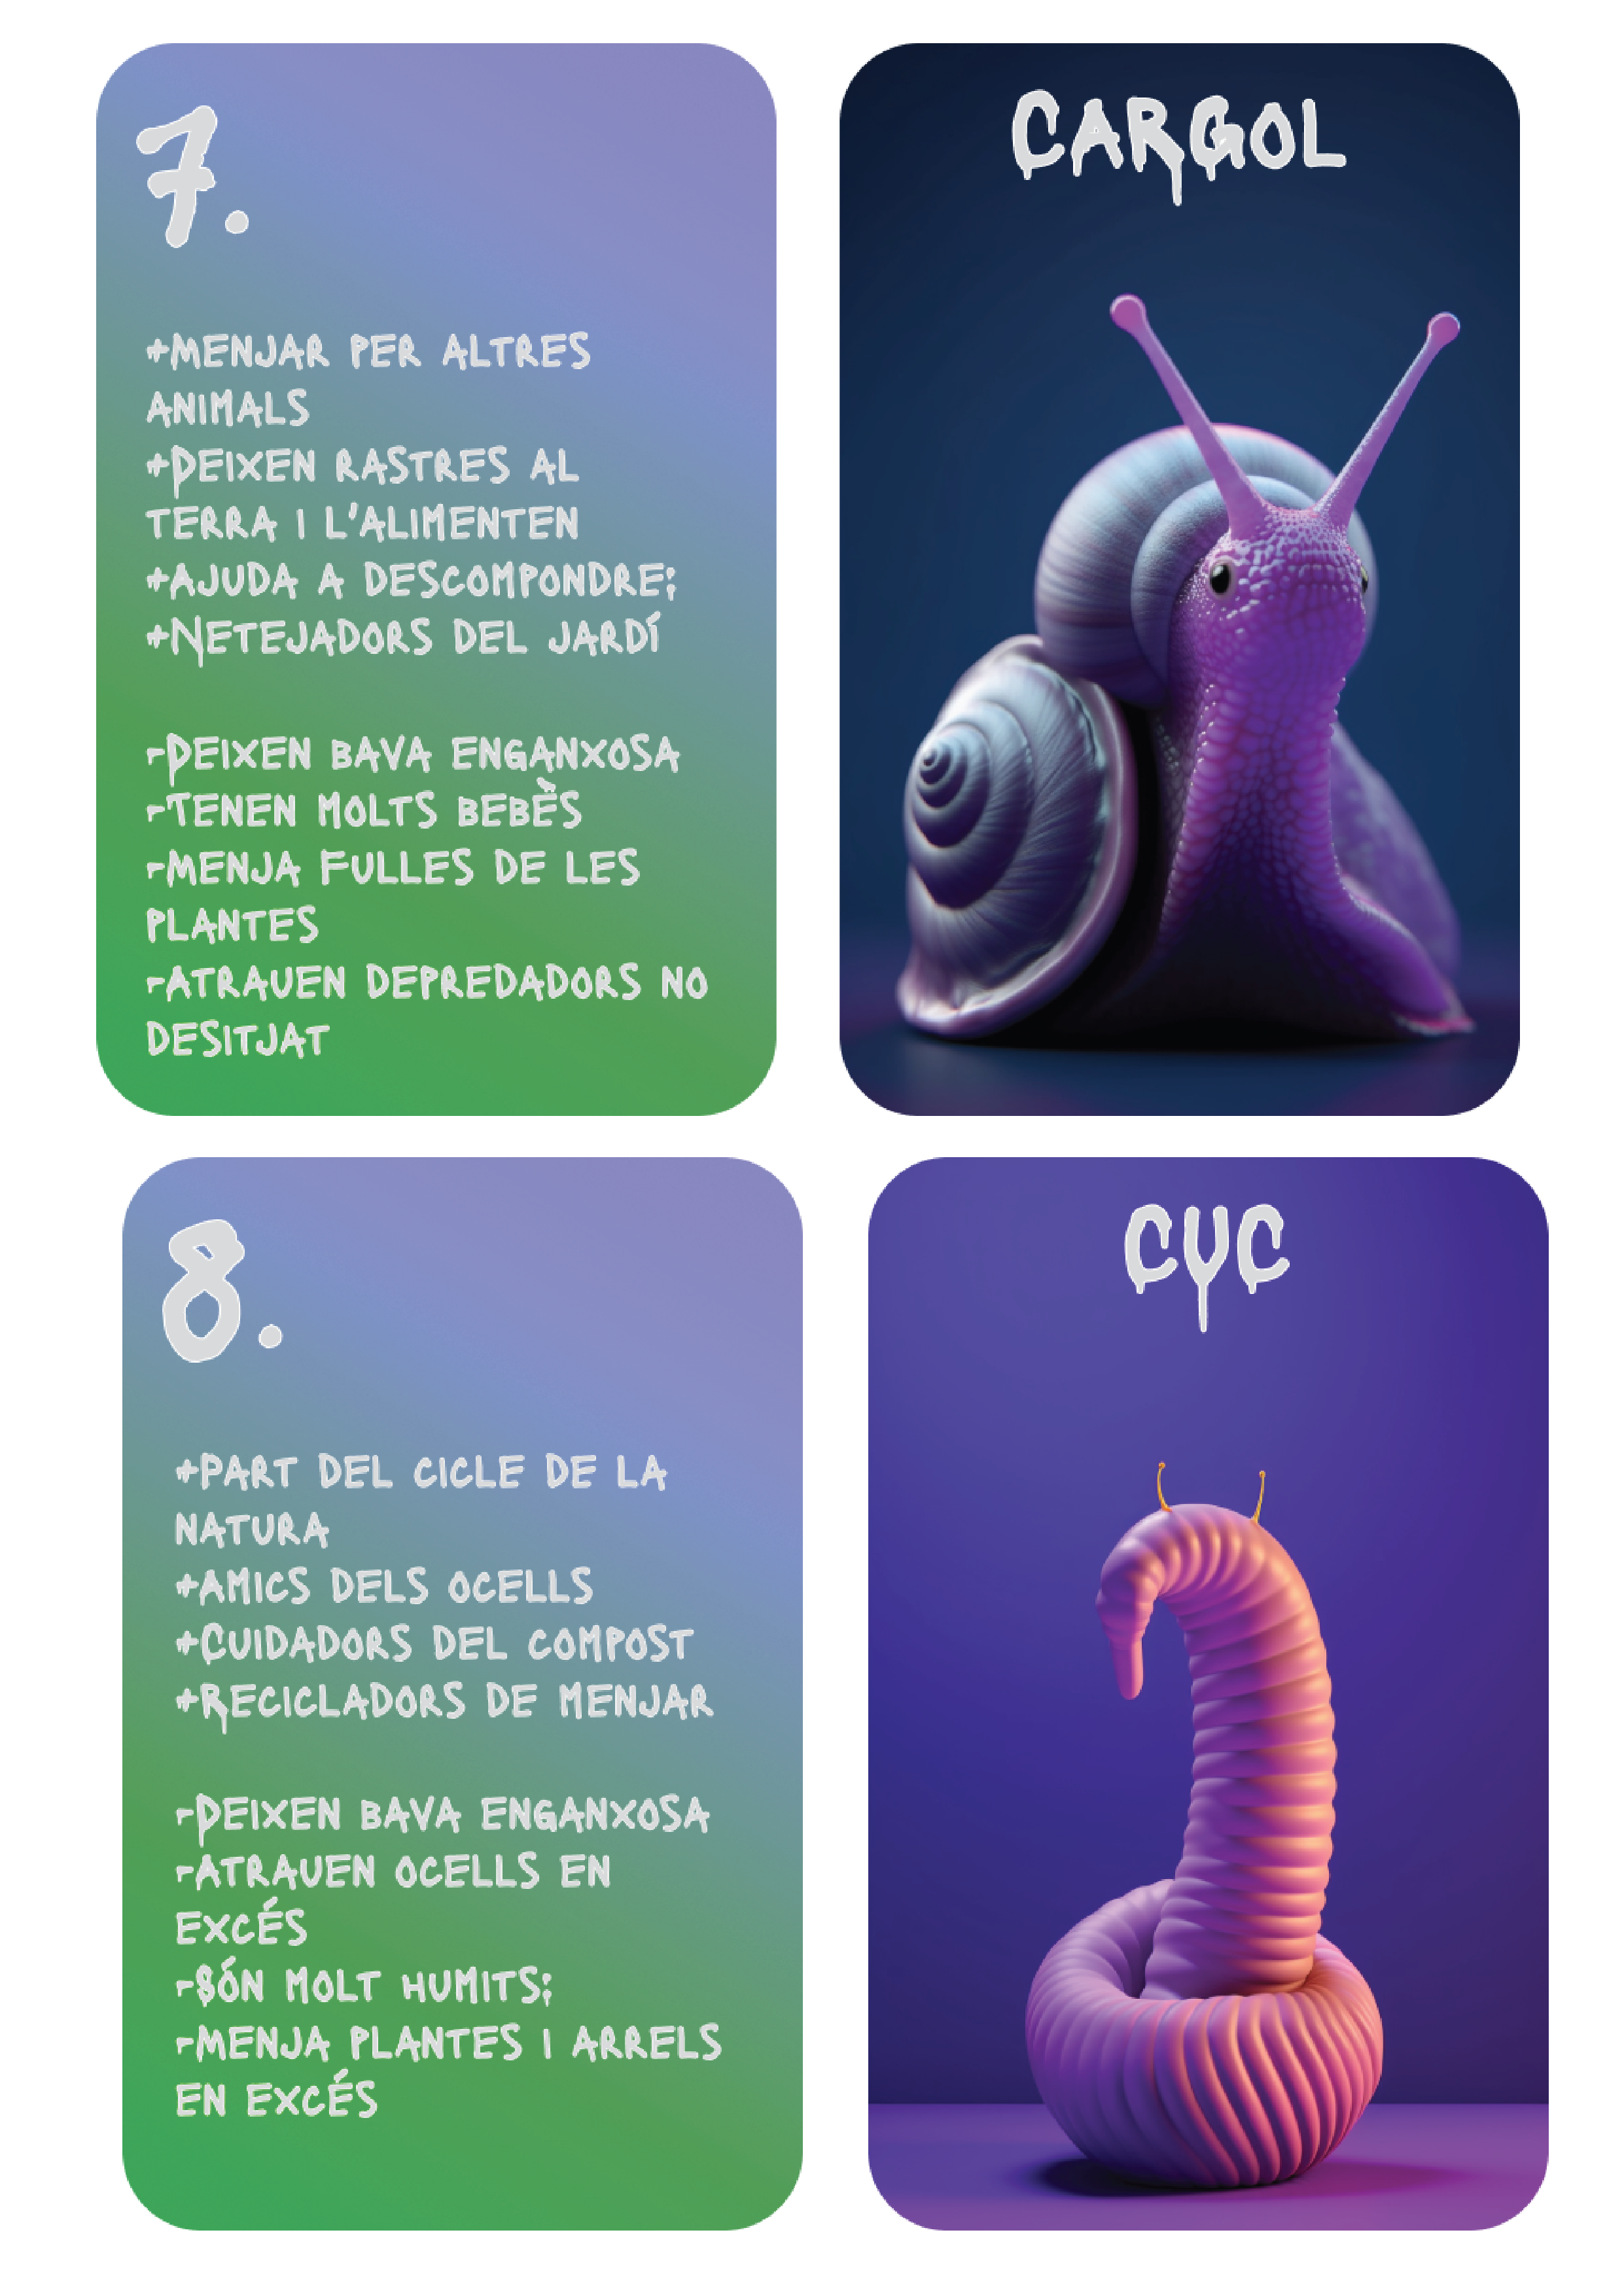 7.
+MENJAR PER ALTRES
ANIMALS
+DEIXEN RASTRES AL
TERRA I L'ALIMENTEN
+AJUDA A DESCOMPONDRE;
+NETEJADORS DEL JARDÍ
-DEIXEN BAVA ENGANXOSA
-TENEN MOLTS BEBÈS
-MENJA FULLES DE LES
PLANTES
-ATRAUEN DEPREDADORS NO
DESITJAT
CARGOL
8.
+PART DEL CICLE DE LA
NATURA
+AMICS DELS OCELLS
+CUIDADORS DEL COMPOST
+RECICLADORS DE MENJAR
-DEIXEN BAVA ENGANXOSA
-ATRAUEN OCELLS EN
EXCÉS
-SÓN MOLT HUMITS;
-MENJA PLANTES I ARRELS
EN EXCÉS
CUC